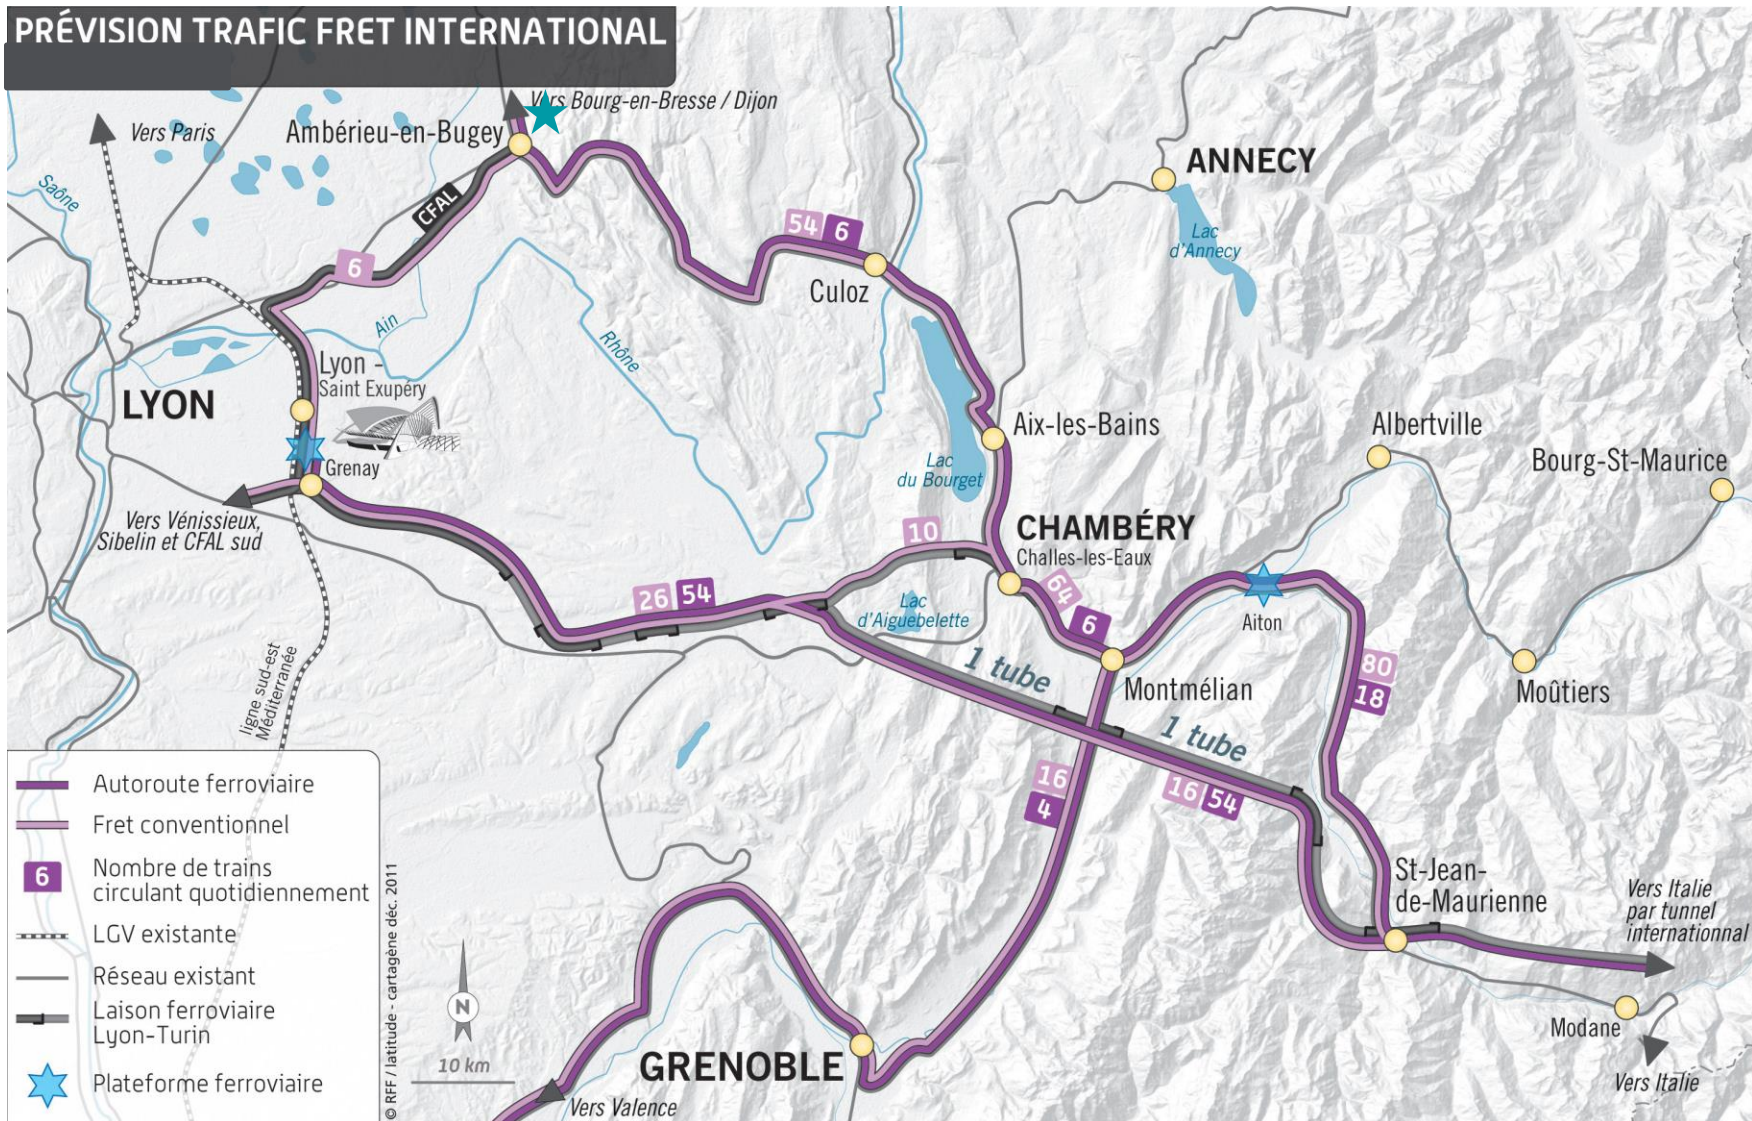 PRÉVISION TRAFIC FRET INTERNATIONAL
Vers Bourg-en-Bresse / Dijon
Vers Paris
Ambérieu-en-Bugey
ANNECY
Saône
CFAL
54 6
Lac
d'Annecy
6
Culoz
Ain
Rhône
Lyon -
Saint Exupéry
LYON
Aix-les-Bains
Albertville
Bourg-St-Maurice
Grenay
Lac
du Bourget
Vers Vénissieux,
Sibelin et CFAL sud
10
CHAMBÉRY
Challes-les-Eaux
26 54
64
6
Lac
d'Aiguebelette
Aiton
1 tube
Montmélian
80
18
Moûtiers
ligne sud-est
Méditerranée
1 tube
16
4
16 54
Autoroute ferroviaire
Fret conventionnel
6
Nombre de trains
circulant quotidiennement
LGV existante
Réseau existant
Laison ferroviaire
Lyon-Turin
Plateforme ferroviaire
© RFF / latitude - cartagène déc. 2011
N
10 km
St-Jean-
de-Maurienne
Vers Italie
par tunnel
internationnal
Modane
GRENOBLE
Vers Italie
Vers Valence